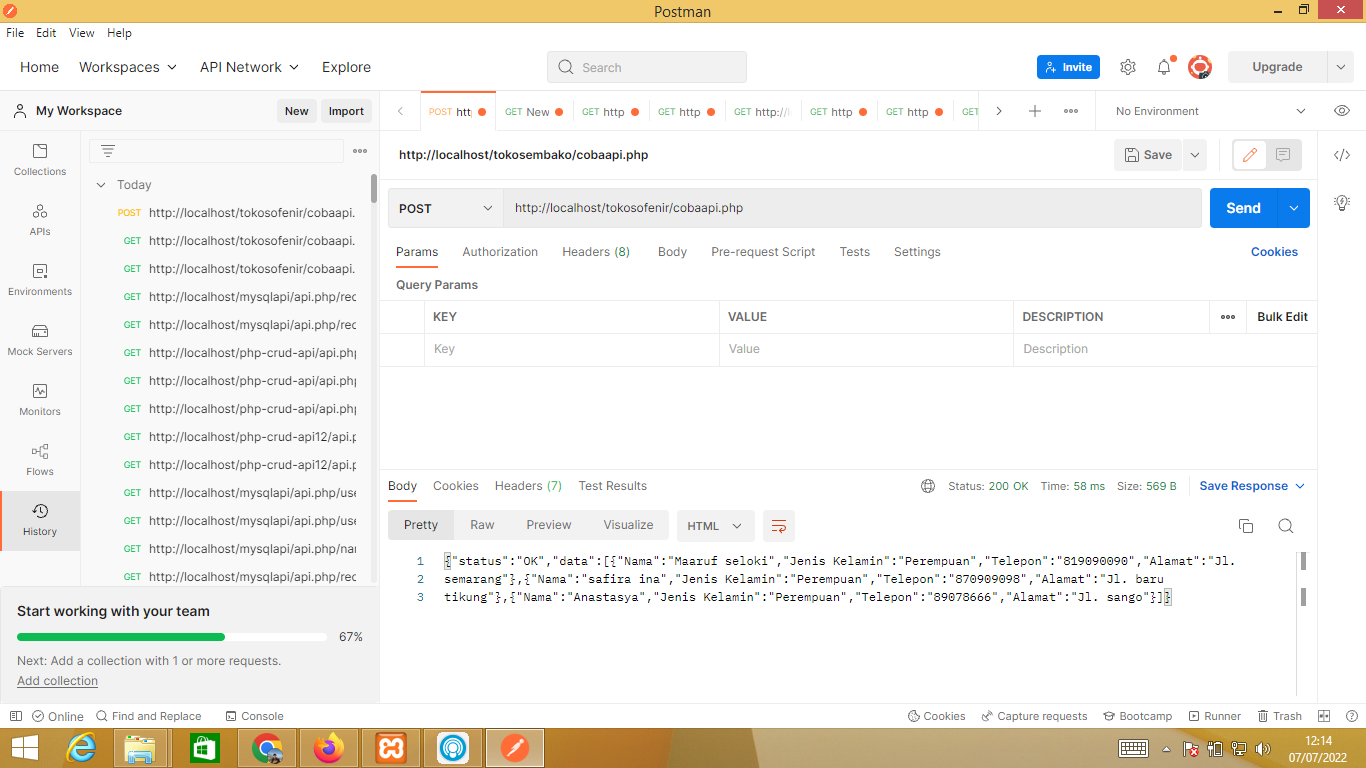 Postman
File Edit View Help
Home Workspaces API Network Explore
Search
Invite
Upgrade
My Workspace
New Import
POST
GET New
GET http
GET http
GET http://
GET http
GET http
GET
No Environment
Collections
APIs
Environments
Mock Servers
Monitors
Flows
History
Today
POST http://localhost/tokosofenir/cobaapi.
GET http://localhost/tokosofenir/cobaapi.
GET http://localhost/tokosofenir/cobaapi.
GET http://localhost/mysqlapi/api.php/rec
GET http://localhost/mysqlapi/api.php/rec
GET http://localhost/php-crud-api/api.php
GET http://localhost/php-crud-api/api.php
GET http://localhost/php-crud-api/api.php
GET http://localhost/php-crud-api12/api.p
GET http://localhost/php-crud-api12/api.p
GET http://localhost/mysqlapi/api.php/use
GET http://localhost/mysqlapi/api.php/use
GET http://localhost/mysqlapi/api.php/nar
GET http://localhost/mysqlapi/api.php/rec
Start working with your team
67%
Next: Add a collection with 1 or more requests.
Add collection
http://localhost/tokosembako/cobaapi.php
Save
POST http://localhost/tokosofenir/cobaapi.php
Send
Params Authorization Headers (8) Body Pre-request Script Tests Settings Cookies
Query Params
KEY VALUE DESCRIPTION Bulk Edit
Key Value Description
Body Cookies Headers (7) Test Results
Status: 200 OK Time: 58 ms Size: 569 B Save Response
Pretty Raw Preview Visualize HTML
1 {"status":"OK","data":[{"Nama":"Maaruf seloki","Jenis Kelamin":"Perempuan","Telepon":"819090090","Alamat":"Jl.
2 semarang"},{"Nama":"safira ina","Jenis Kelamin":"Perempuan","Telepon":"870909098","Alamat":"Jl. baru
3 tikung"},{"Nama":"Anastasya","Jenis Kelamin":"Perempuan","Telepon":"89078666","Alamat":"Jl. sango"}]}
Online Find and Replace Console
Cookies Capture requests Bootcamp Runner Trash
12:14
07/07/2022